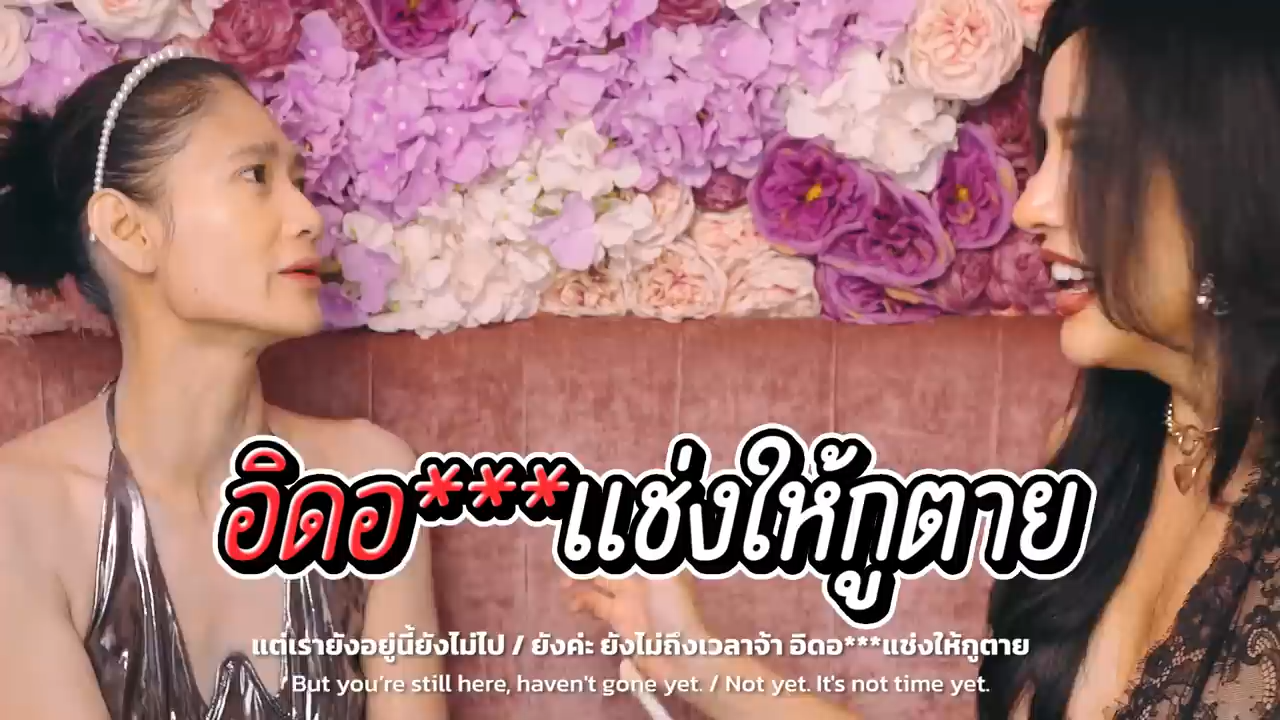 อิดอ***แช่งให้กูตาย
แต่เรายังอยู่นี้ยังไม่ไป / ยังค่ะ ยังไม่ถึงเวลาจ้า อิดอ***แช่งให้กูตาย
But you're still here, haven't gone yet. / Not yet. It's not time yet.